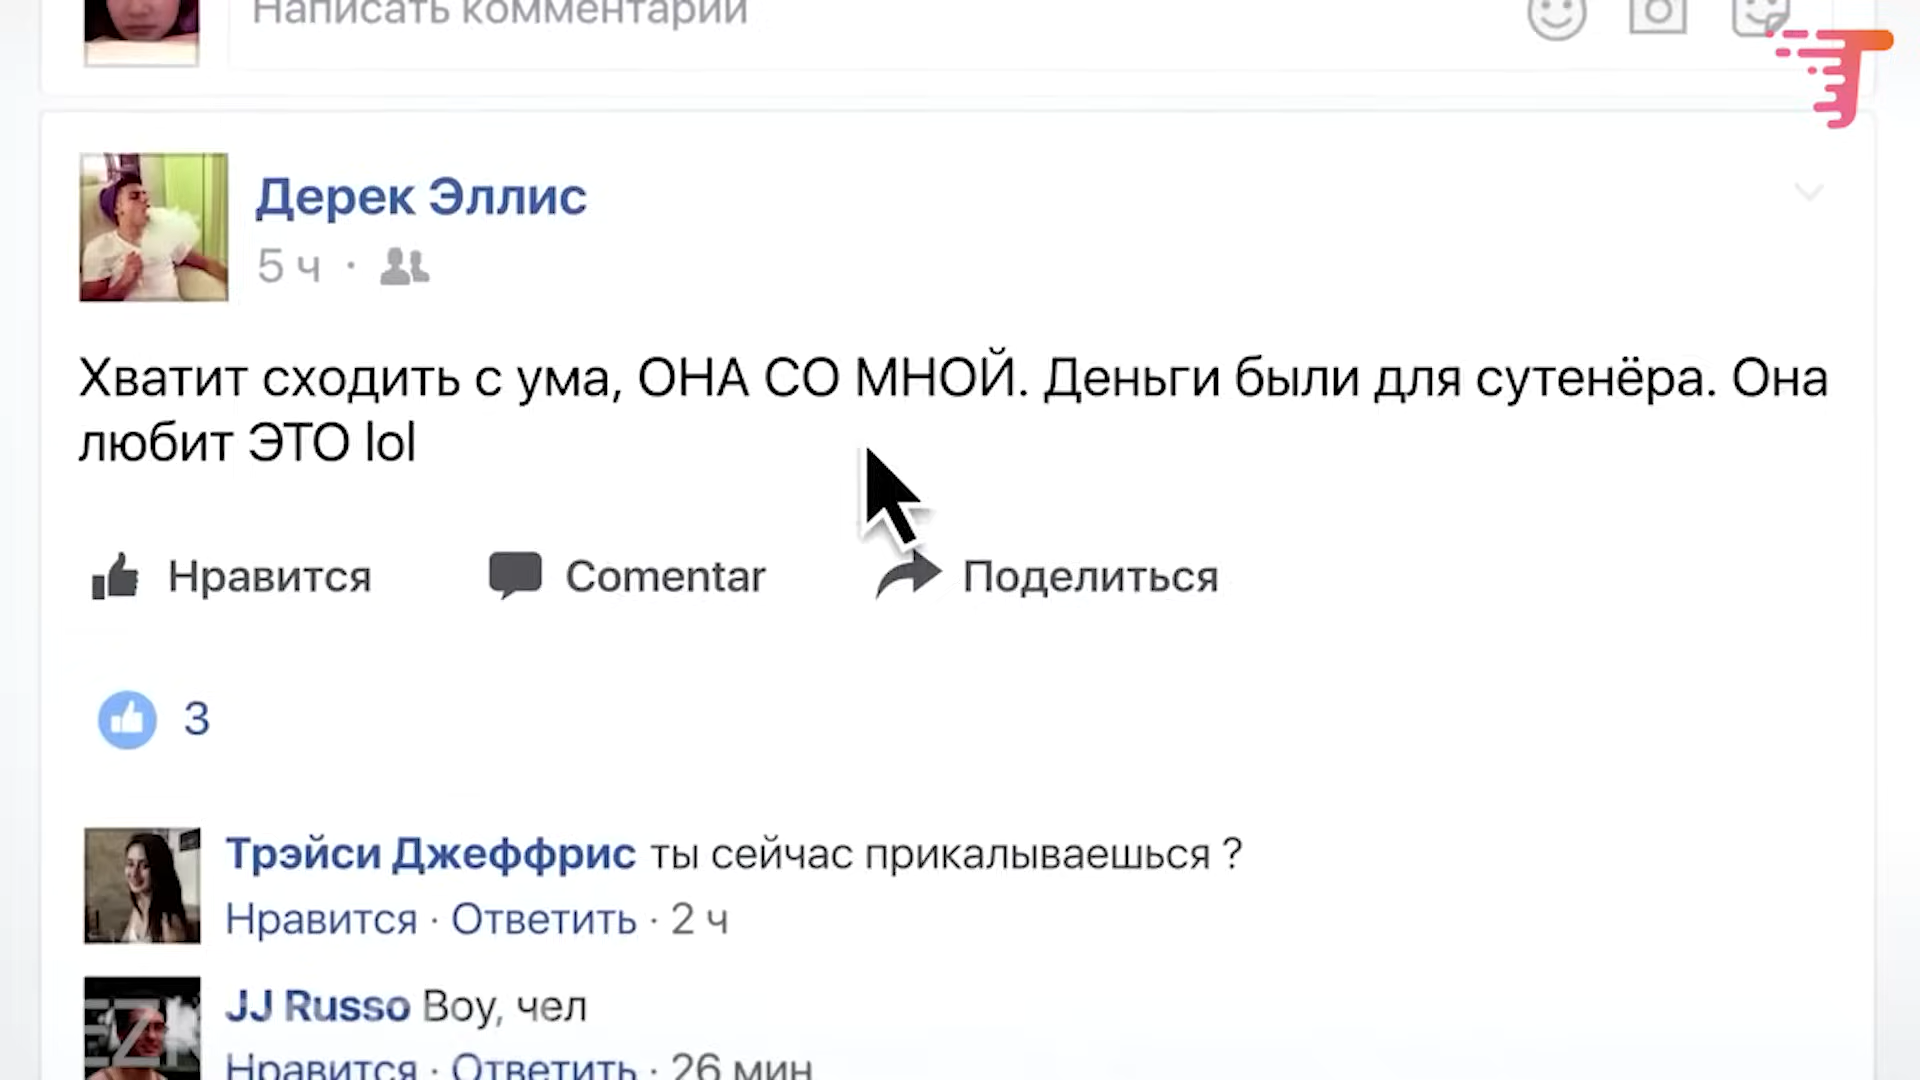 Написать комментарий
Дерек Эллис
5 ч ·
Хватит сходить с ума, ОНА СО МНОЙ. Деньги были для сутенёра. Она
любит ЭТО lol
Нравится Comentar Поделиться
3
Трэйси Джеффрис ты сейчас прикалываешься ?
Нравится · Ответить · 2 ч
JJ Russo Воу, чел
Нравится · Ответить · 26 мин